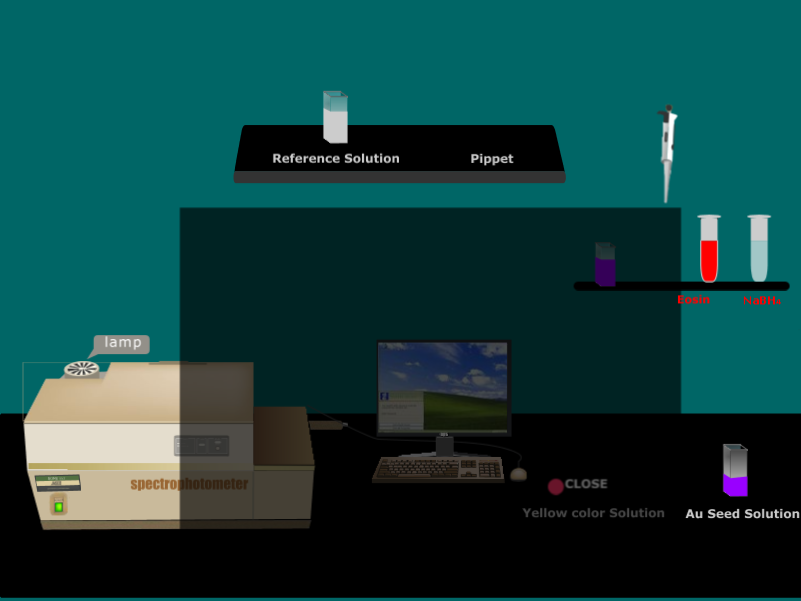 Reference Solution
Pippet
Eosin
NaBH₄
lamp
spectrophotometer
CLOSE
Yellow color Solution
Au Seed Solution